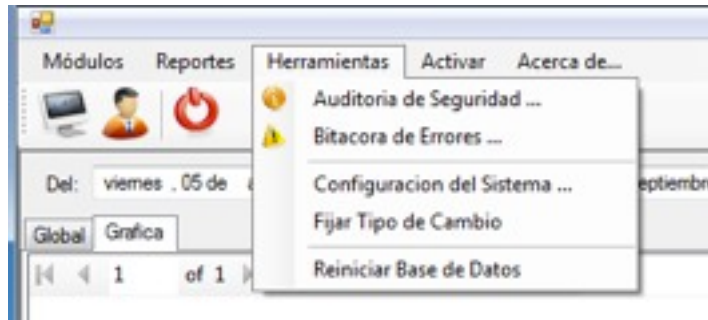 Módulos Reportes Herramientas Activar Acerca de...
Auditoria de Seguridad ...
Bitacora de Errores ...
Del: viernes , 05 de
Configuracion del Sistema ...
Fijar Tipo de Cambio
Global Grafica
1 of 1
Reiniciar Base de Datos